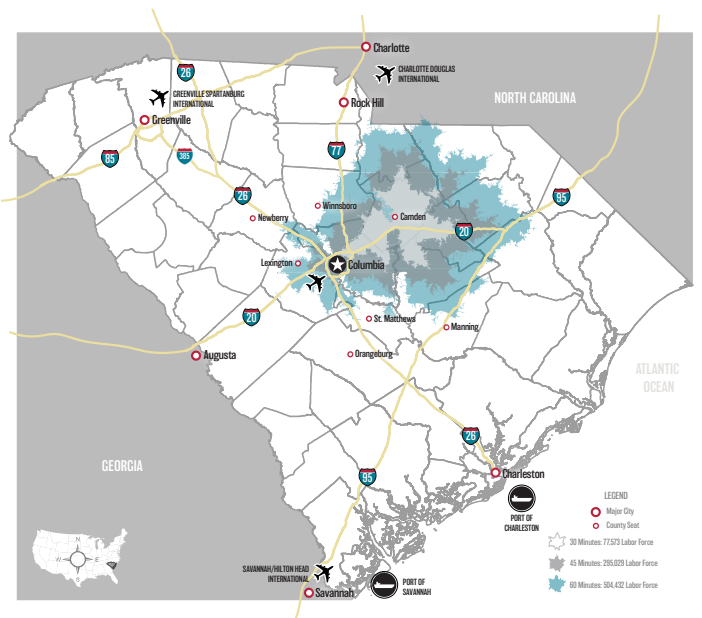 Charlotte
26
CHARLOTTE DOUGLAS
INTERNATIONAL
GREENVILLE SPARTANBURG
INTERNATIONAL
NORTH CAROLINA
Rock Hill
Greenville
77
85
385
26
95
Winnsboro
Newberry
Camden
20
Lexington
Columbia
20
St. Matthews
Manning
Orangeburg
Augusta
ATLANTIC
OCEAN
26
GEORGIA
95
Charleston
LEGEND
Major City
County Seat
PORT OF
CHARLESTON
30 Minutes: 77,573 Labor Force
45 Minutes: 295,029 Labor Force
60 Minutes: 504,432 Labor Force
N
W
E
S
SAVANNAH/HILTON HEAD
INTERNATIONAL
PORT OF
SAVANNAH
Savannah